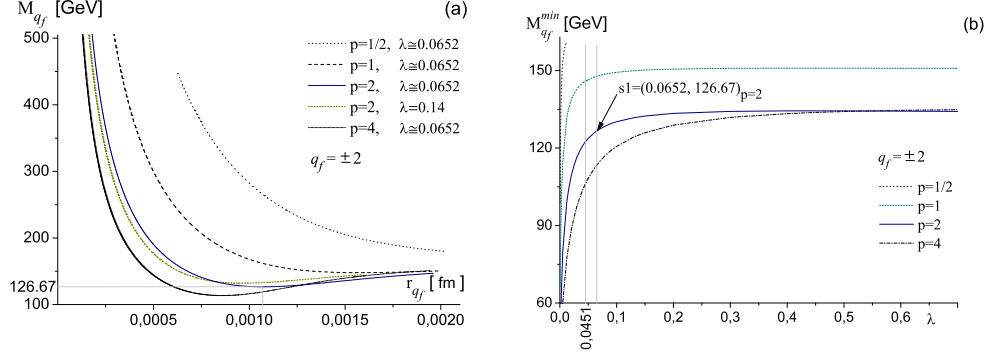 M_{q_f} [GeV]
(a)
500
400
300
200
126.67
100
0,0005
0,0010
0,0015
0,0020
r_{q_f} [ fm ]
p=1/2, λ≅0.0652
p=1, λ≅0.0652
p=2, λ≅0.0652
p=2, λ=0.14
p=4, λ≅0.0652
q_f = ±2
M_{q_f}^{min} [GeV]
(b)
150
120
90
60
s1=(0.0652, 126.67)_{p=2}
q_f = ±2
p=1/2
p=1
p=2
p=4
0,0
0,0451
0,1
0,2
0,3
0,4
0,5
0,6
λ